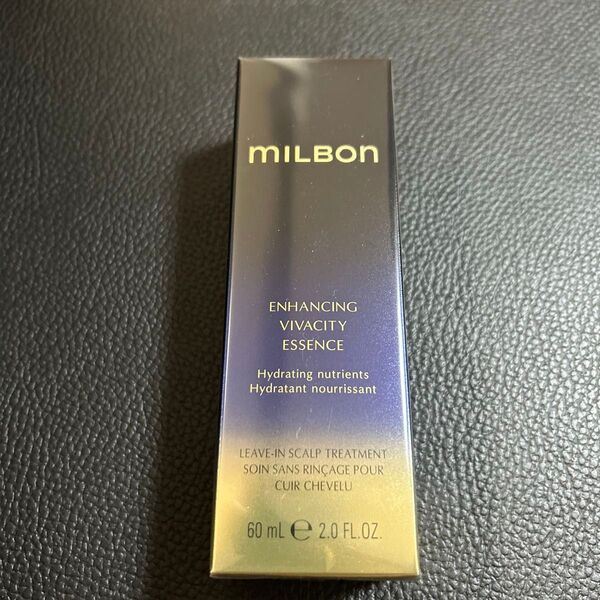 MILBON
ENHANCING
VIVACITY
ESSENCE
Hydrating nutrients
Hydratant nourrissant
LEAVE-IN SCALP TREATMENT
SOIN SANS RINÇAGE POUR
CUIR CHEVELU
60 mL ℮ 2.0 FL.OZ.